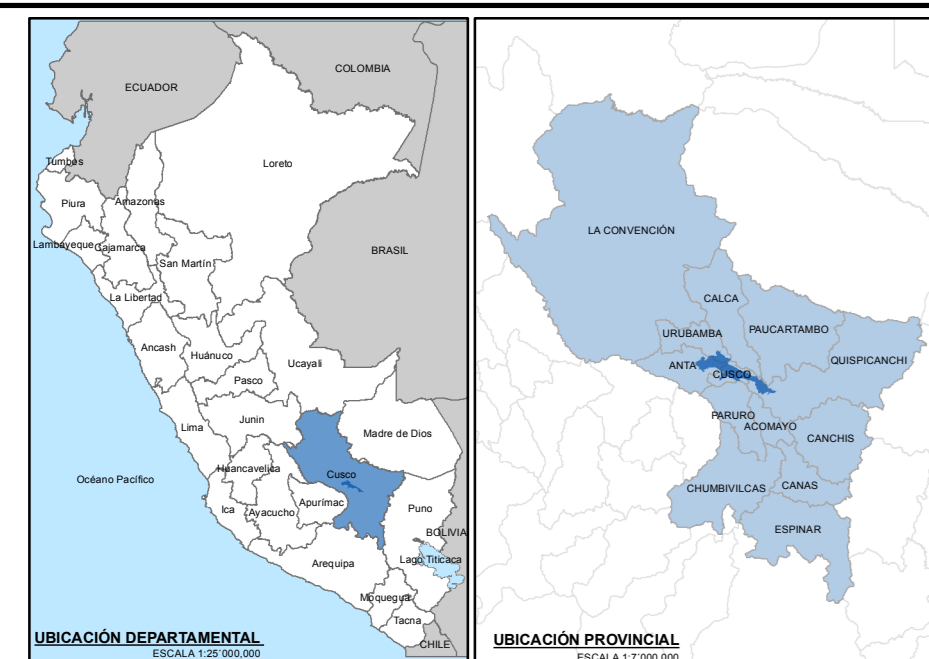 COLOMBIA
ECUADOR
Tumbes
Loreto
Piura
Amazonas
Lambayeque
Cajamarca
BRASIL
San Martín
La Libertad
Ancash
Huánuco
Ucayali
Pasco
Lima
Junin
Madre de Dios
Huancavelica
Cusco
Océano Pacífico
Ica
Ayacucho
Apurímac
Puno
BOLIVIA
Arequipa
Lago Titicaca
Moquegua
Tacna
CHILE
UBICACIÓN DEPARTAMENTAL
ESCALA 1:25´000,000
LA CONVENCIÓN
CALCA
URUBAMBA
PAUCARTAMBO
ANTA
CUSCO
QUISPICANCHI
PARURO
ACOMAYO
CANCHIS
CHUMBIVILCAS
CANAS
ESPINAR
UBICACIÓN PROVINCIAL
ESCALA 1:7´000,000